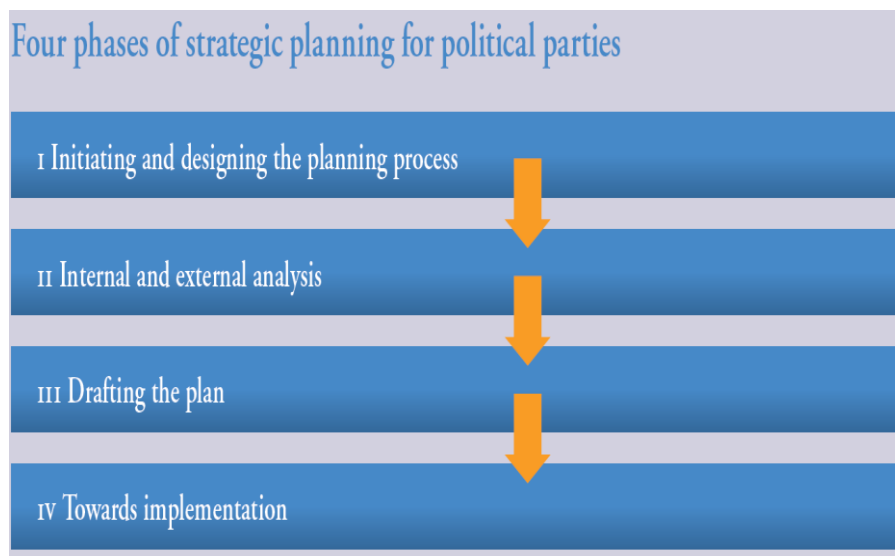 Four phases of strategic planning for political parties
I Initiating and designing the planning process
II Internal and external analysis
III Drafting the plan
IV Towards implementation